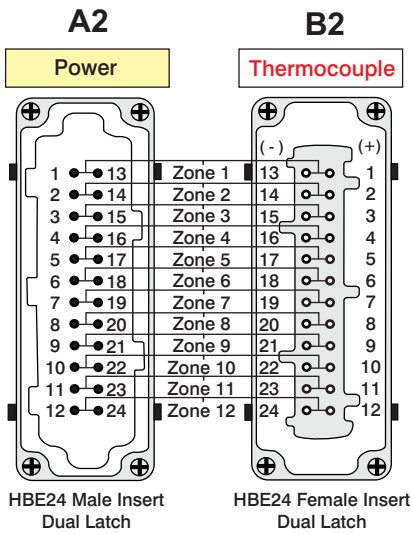 A2 B2
Power Thermocouple
(-) (+)
1 13 Zone 1 13 1
2 14 Zone 2 14 2
3 15 Zone 3 15 3
4 16 Zone 4 16 4
5 17 Zone 5 17 5
6 18 Zone 6 18 6
7 19 Zone 7 19 7
8 20 Zone 8 20 8
9 21 Zone 9 21 9
10 22 Zone 10 22 10
11 23 Zone 11 23 11
12 24 Zone 12 24 12
HBE24 Male Insert HBE24 Female Insert
Dual Latch Dual Latch